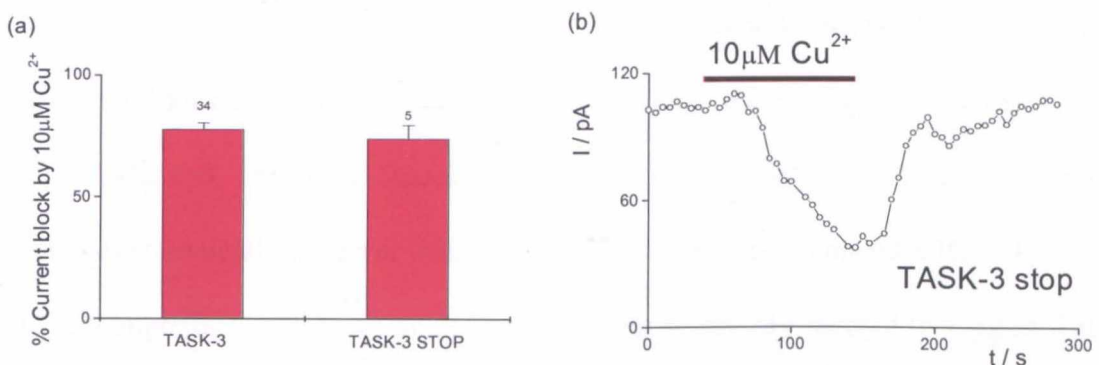 (a)
% Current block by 10µM Cu²⁺
100
50
0
34
5
TASK-3
TASK-3 STOP
(b)
10µM Cu²⁺
I / pA
120
60
0
0
100
200
300
t / s
TASK-3 stop